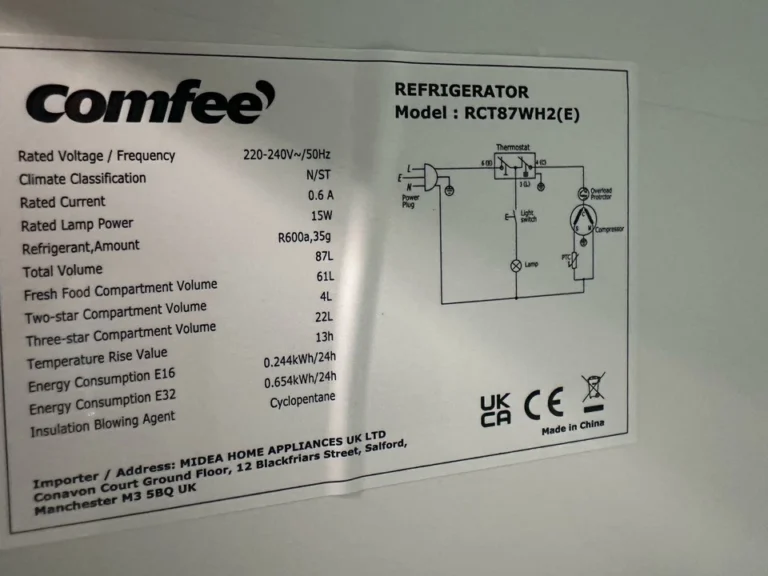 comfee'
REFRIGERATOR
Model : RCT87WH2(E)
Rated Voltage / Frequency 220-240V~/50Hz
Climate Classification N/ST
Rated Current 0.6 A
Rated Lamp Power 15W
Refrigerant,Amount R600a,35g
Total Volume 87L
Fresh Food Compartment Volume 61L
Two-star Compartment Volume 4L
Three-star Compartment Volume 22L
Temperature Rise Value 13h
Energy Consumption E16 0.244kWh/24h
Energy Consumption E32 0.654kWh/24h
Insulation Blowing Agent Cyclopentane
Importer / Address: MIDEA HOME APPLIANCES UK LTD
Conavon Court Ground Floor, 12 Blackfriars Street, Salford,
Manchester M3 5BQ UK
Thermostat
L
E
N
Power
Plug
Light
switch
Lamp
Overload
Protector
Compressor
PTC
UK
CA
CE
Made in China